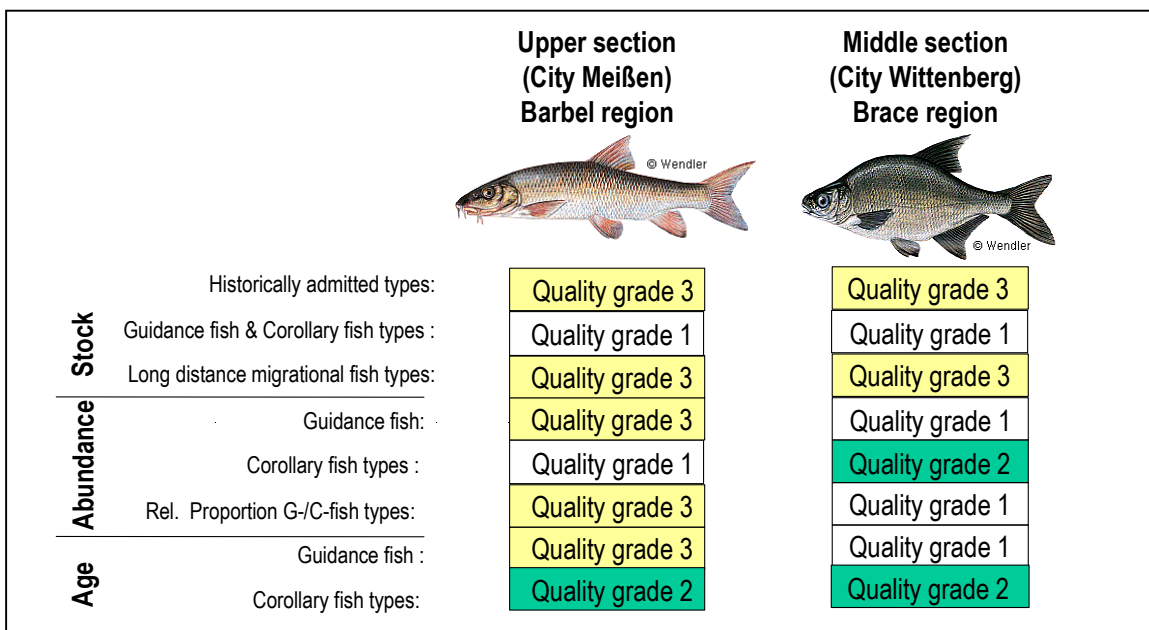 Upper section
(City Meißen)
Barbel region
Middle section
(City Wittenberg)
Brace region
© Wendler
© Wendler
Stock
Historically admitted types:
Quality grade 3
Quality grade 3
Guidance fish & Corollary fish types :
Quality grade 1
Quality grade 1
Long distance migrational fish types:
Quality grade 3
Quality grade 3
Abundance
Guidance fish:
Quality grade 3
Quality grade 1
Corollary fish types :
Quality grade 1
Quality grade 2
Rel. Proportion G-/C-fish types:
Quality grade 3
Quality grade 1
Age
Guidance fish :
Quality grade 3
Quality grade 1
Corollary fish types:
Quality grade 2
Quality grade 2